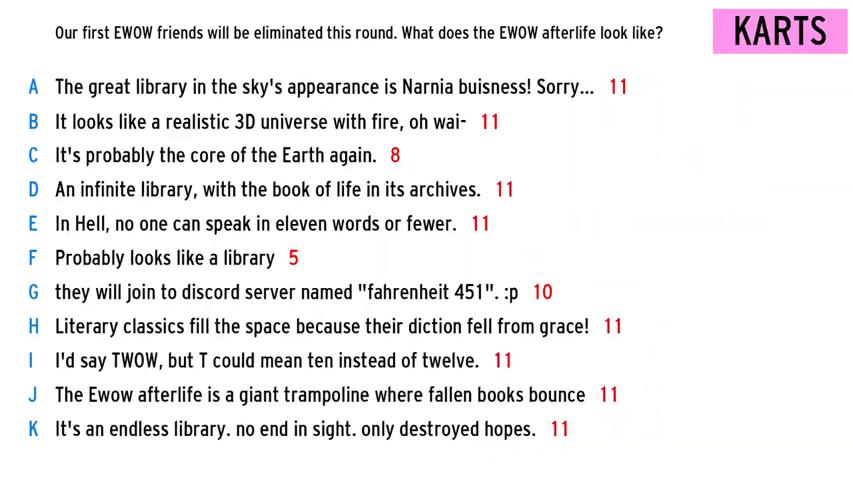 Our first EWOW friends will be eliminated this round. What does the EWOW afterlife look like?
KARTS
A The great library in the sky's appearance is Narnia buisness! Sorry... 11
B It looks like a realistic 3D universe with fire, oh wai- 11
C It's probably the core of the Earth again. 8
D An infinite library, with the book of life in its archives. 11
E In Hell, no one can speak in eleven words or fewer. 11
F Probably looks like a library 5
G they will join to discord server named "fahrenheit 451". :p 10
H Literary classics fill the space because their diction fell from grace! 11
I I'd say TWOW, but T could mean ten instead of twelve. 11
J The Ewow afterlife is a giant trampoline where fallen books bounce 11
K It's an endless library. no end in sight. only destroyed hopes. 11